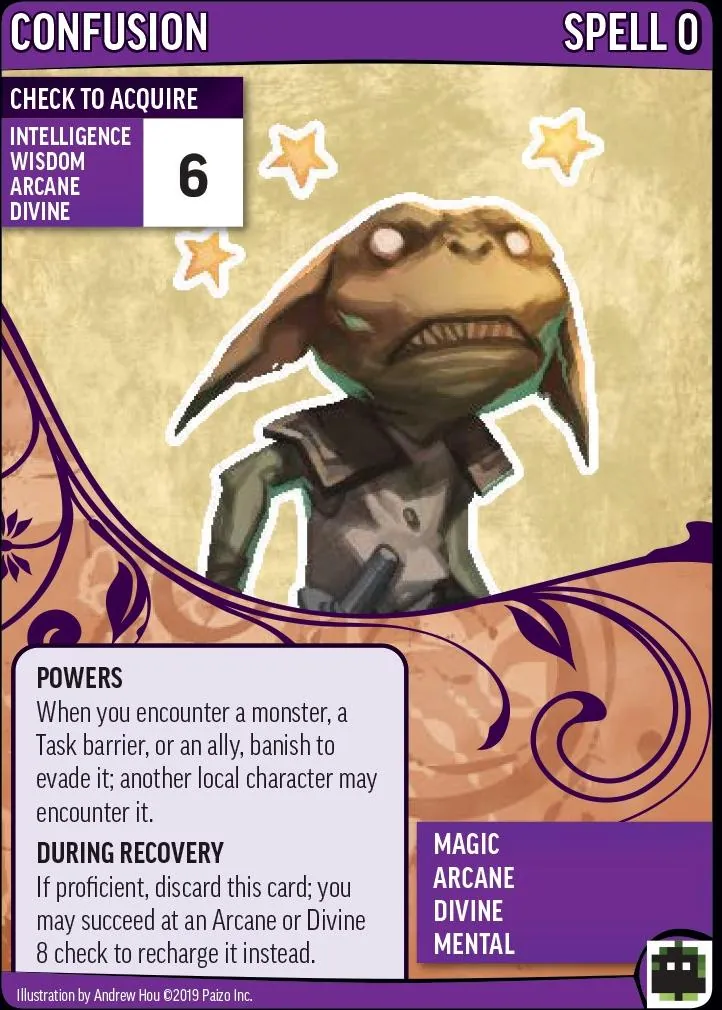 CONFUSION
SPELL 0
CHECK TO ACQUIRE
INTELLIGENCE
WISDOM
ARCANE
DIVINE
6
POWERS
When you encounter a monster, a
Task barrier, or an ally, banish to
evade it; another local character may
encounter it.
DURING RECOVERY
If proficient, discard this card; you
may succeed at an Arcane or Divine
8 check to recharge it instead.
MAGIC
ARCANE
DIVINE
MENTAL
Illustration by Andrew Hou ©2019 Paizo Inc.